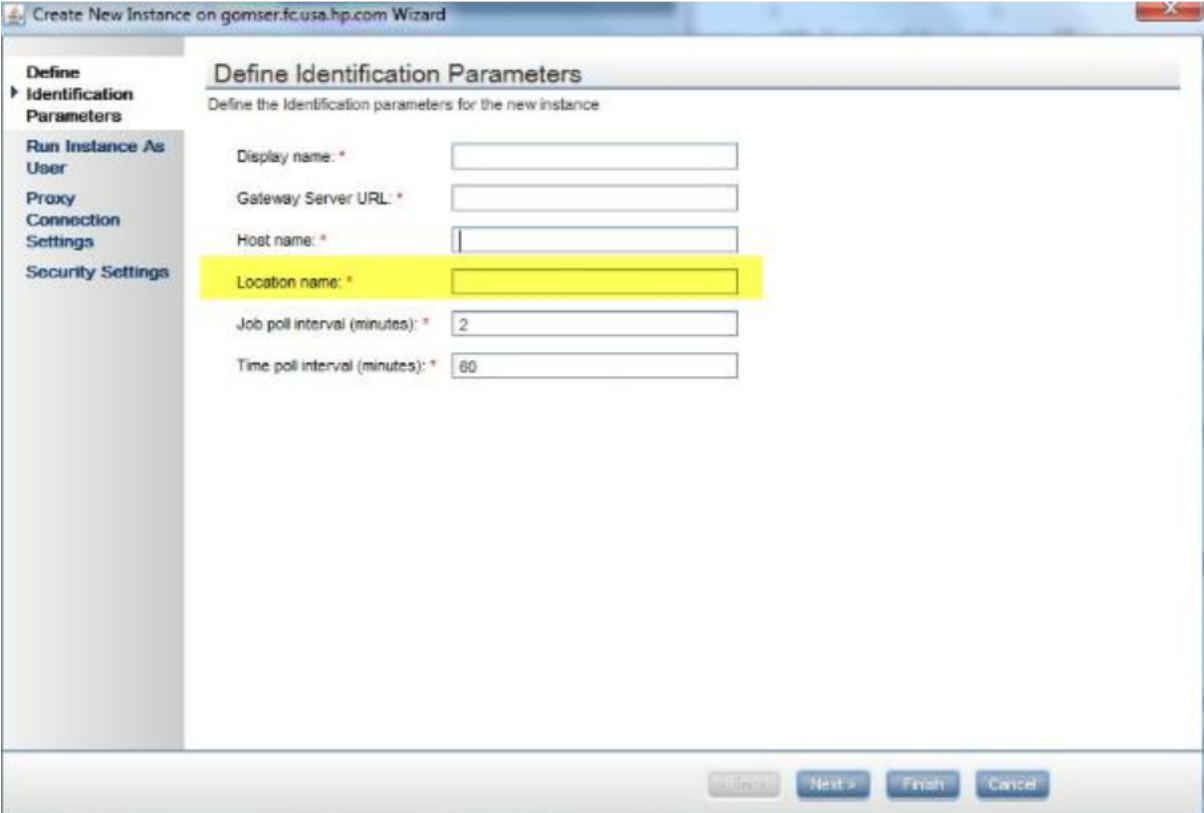 Create New Instance on gomser.fc.usa.hp.com Wizard
Define
Identification
Parameters
Run Instance As
User
Proxy
Connection
Settings
Security Settings
Define Identification Parameters
Define the Identification parameters for the new instance
Display name: *
Gateway Server URL: *
Host name: *
Location name: *
Job poll interval (minutes): * 2
Time poll interval (minutes): * 60
Next > Finish Cancel